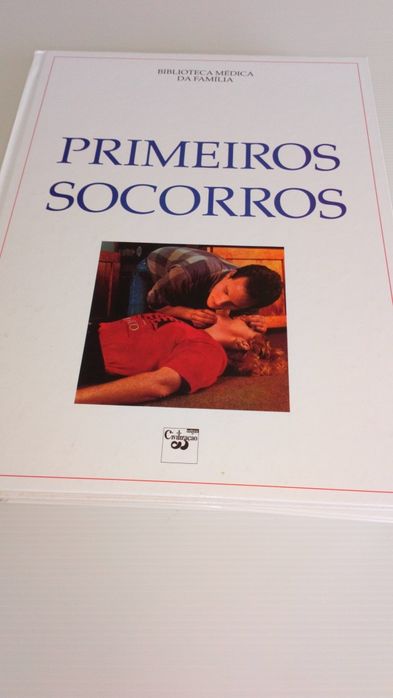 BIBLIOTECA MÉDICA
DA FAMÍLIA
PRIMEIROS
SOCORROS
Civilização